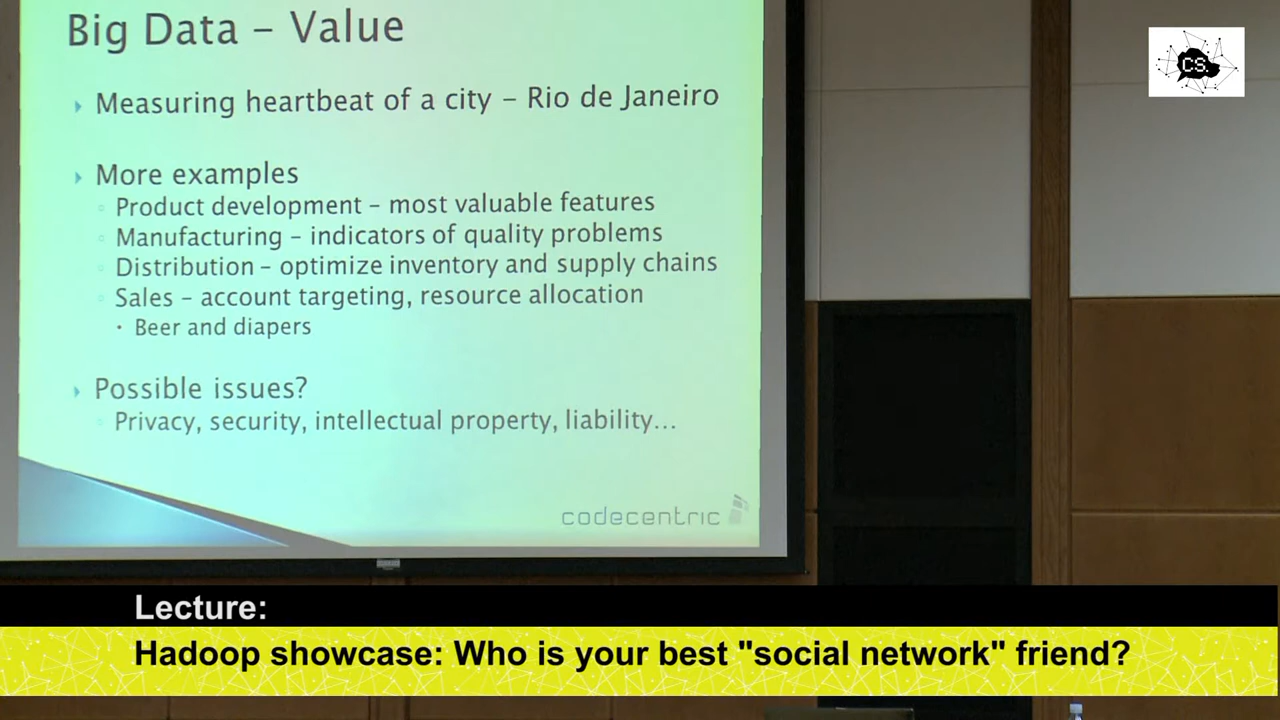 Big Data – Value
CS.
Measuring heartbeat of a city – Rio de Janeiro
More examples
Product development – most valuable features
Manufacturing – indicators of quality problems
Distribution – optimize inventory and supply chains
Sales – account targeting, resource allocation
Beer and diapers
Possible issues?
Privacy, security, intellectual property, liability...
codecentric
Lecture:
Hadoop showcase: Who is your best "social network" friend?